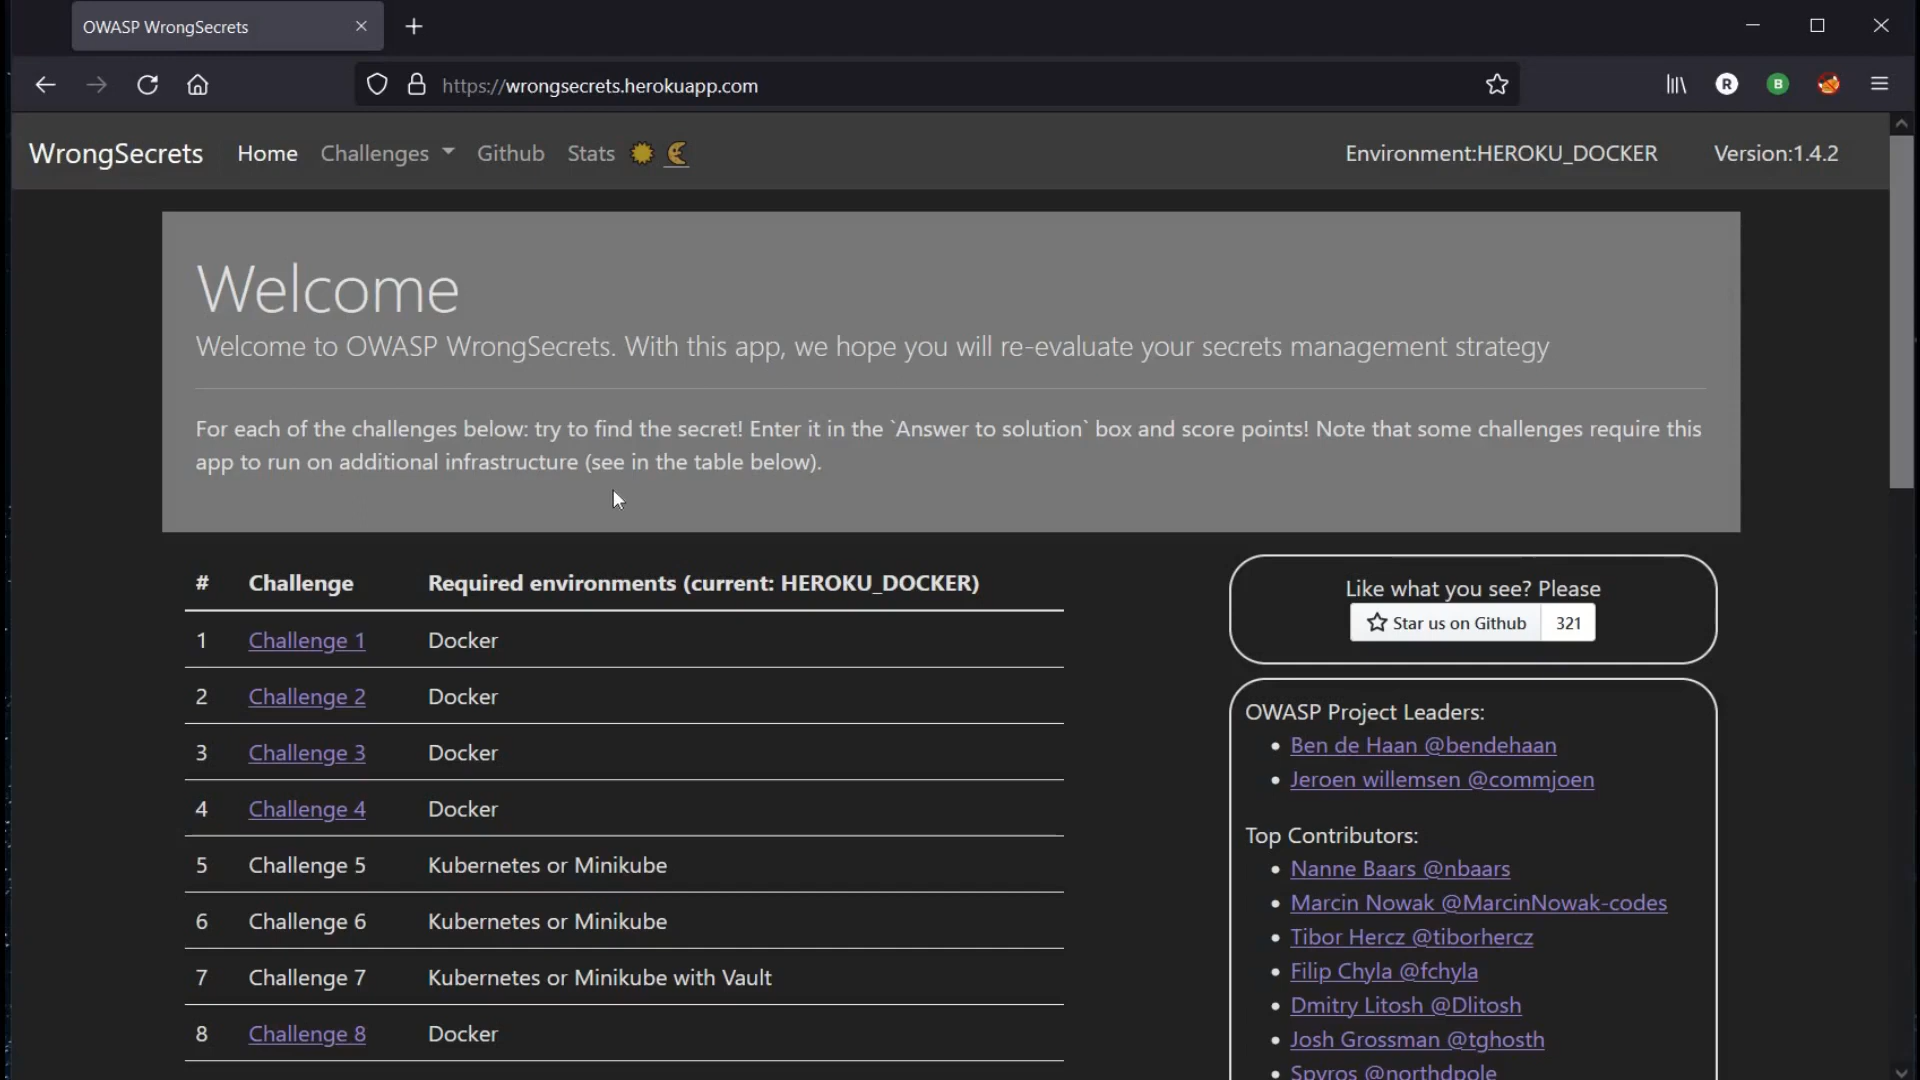 OWASP WrongSecrets
https://wrongsecrets.herokuapp.com
R
B
WrongSecrets Home Challenges Github Stats Environment:HEROKU_DOCKER Version:1.4.2
Welcome
Welcome to OWASP WrongSecrets. With this app, we hope you will re-evaluate your secrets management strategy
For each of the challenges below: try to find the secret! Enter it in the `Answer to solution` box and score points! Note that some challenges require this
app to run on additional infrastructure (see in the table below).
# Challenge Required environments (current: HEROKU_DOCKER)
1 Challenge 1 Docker
2 Challenge 2 Docker
3 Challenge 3 Docker
4 Challenge 4 Docker
5 Challenge 5 Kubernetes or Minikube
6 Challenge 6 Kubernetes or Minikube
7 Challenge 7 Kubernetes or Minikube with Vault
8 Challenge 8 Docker
Like what you see? Please
Star us on Github 321
OWASP Project Leaders:
Ben de Haan @bendehaan
Jeroen willemsen @commjoen
Top Contributors:
Nanne Baars @nbaars
Marcin Nowak @MarcinNowak-codes
Tibor Hercz @tiborhercz
Filip Chyla @fchyla
Dmitry Litosh @Dlitosh
Josh Grossman @tghosth
Spyros @northdpole